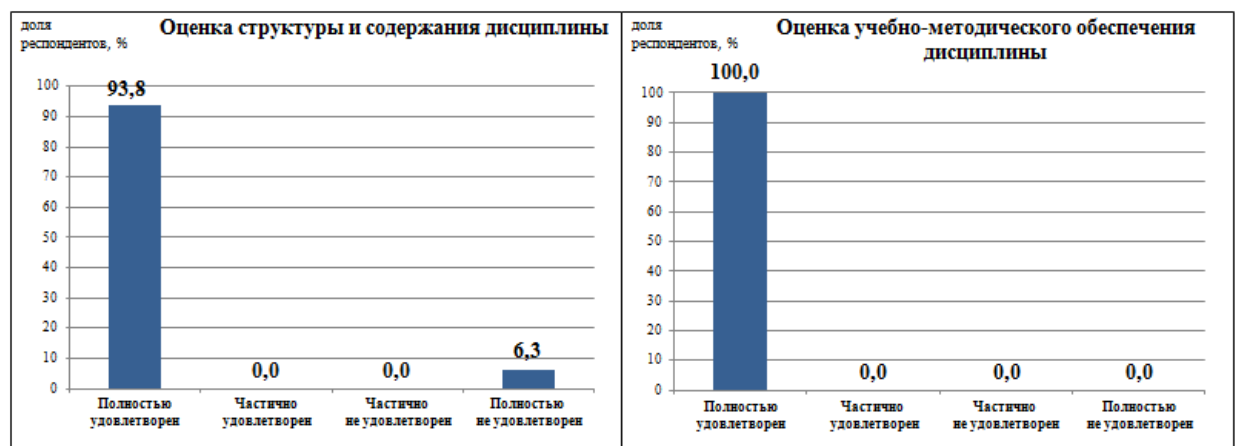 доля
респондентов, %
Оценка структуры и содержания дисциплины
100
90
80
70
60
50
40
30
20
10
0
93,8
0,0
0,0
6,3
Полностью
удовлетворен
Частично
удовлетворен
Частично
не удовлетворен
Полностью
не удовлетворен
доля
респондентов, %
Оценка учебно-методического обеспечения
дисциплины
100
90
80
70
60
50
40
30
20
10
0
100,0
0,0
0,0
0,0
Полностью
удовлетворен
Частично
удовлетворен
Частично
не удовлетворен
Полностью
не удовлетворен